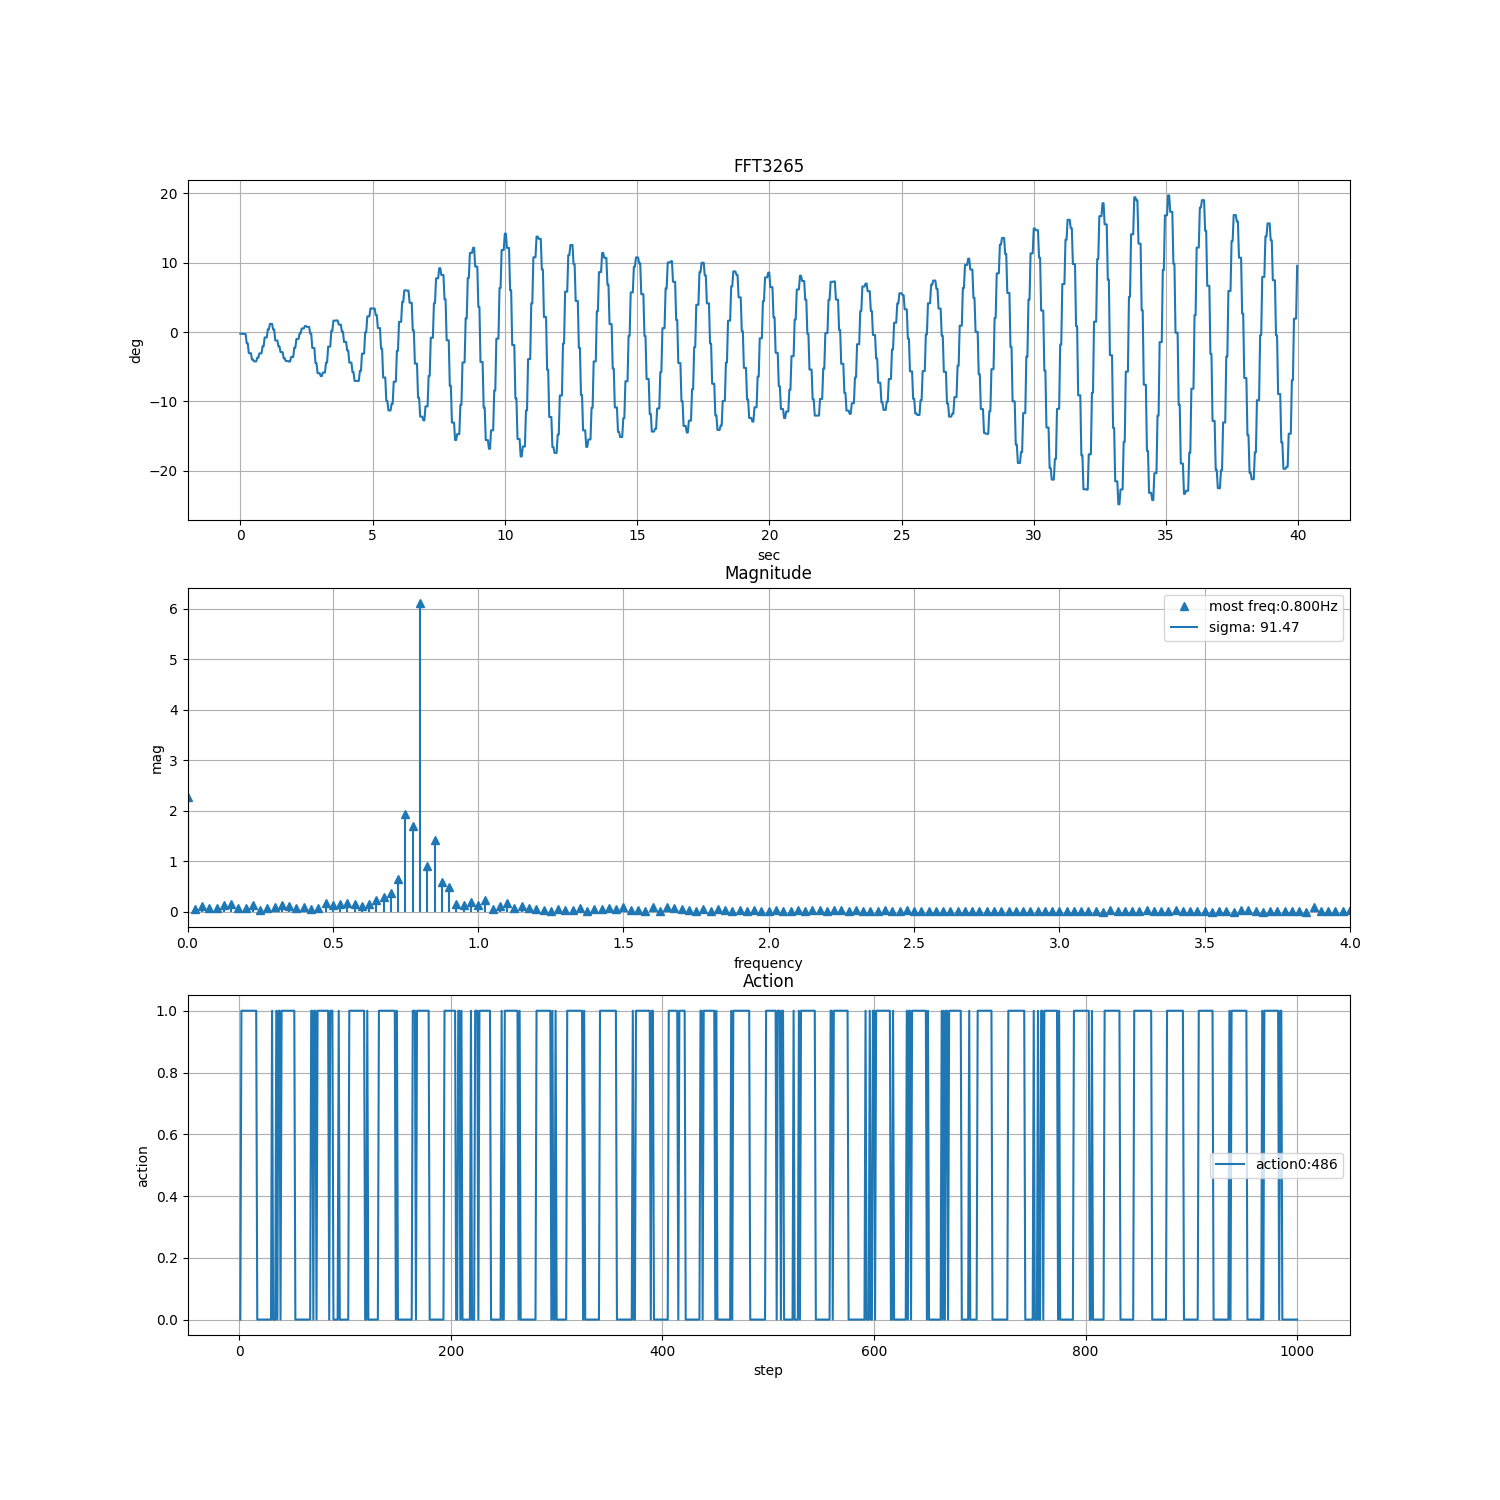 FFT3265
20
10
0
−10
−20
deg
0 5 10 15 20 25 30 35 40
sec
Magnitude
most freq:0.800Hz
sigma: 91.47
6
5
4
3
2
1
0
mag
0.0 0.5 1.0 1.5 2.0 2.5 3.0 3.5 4.0
frequency
Action
1.0
0.8
0.6
0.4
0.2
0.0
action
action0:486
0 200 400 600 800 1000
step